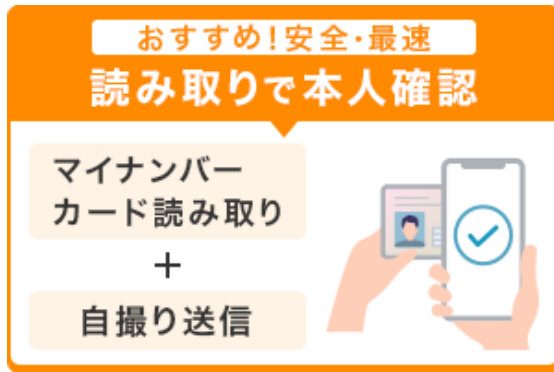 おすすめ！安全・最速
読み取りで本人確認
マイナンバー
カード読み取り
＋
自撮り送信